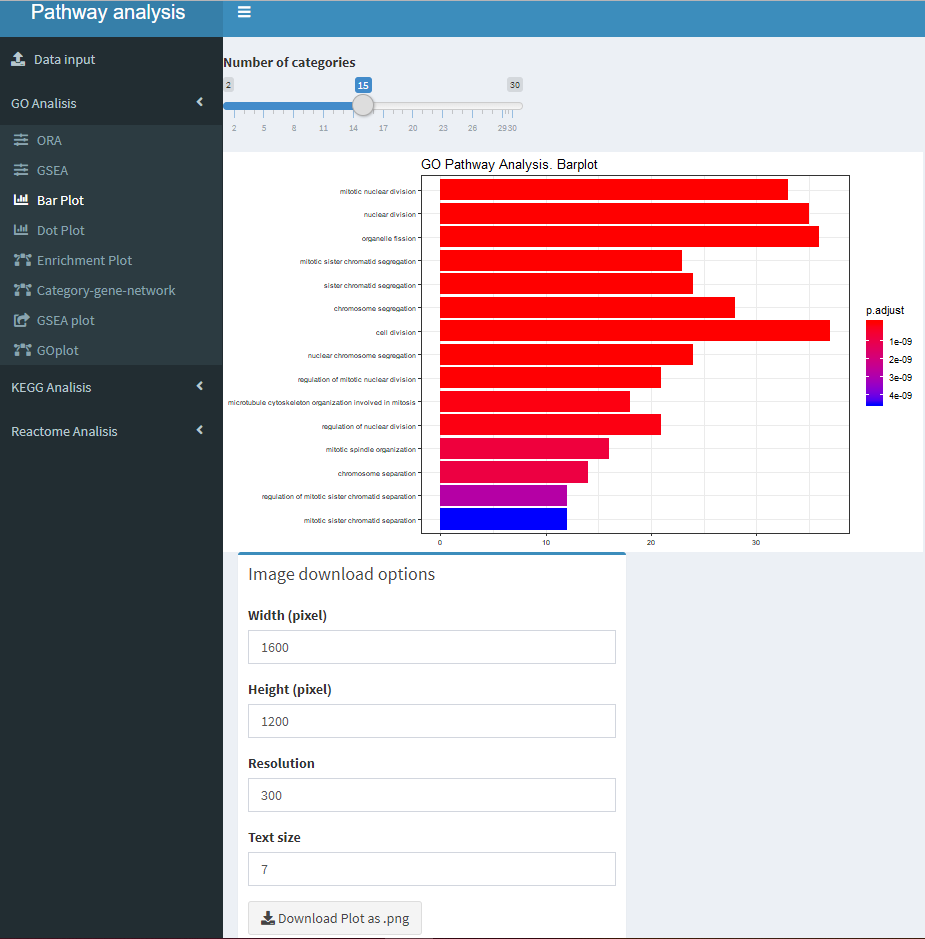 Pathway analysis
Data input
GO Analisis
ORA
GSEA
Bar Plot
Dot Plot
Enrichment Plot
Category-gene-network
GSEA plot
GOplot
KEGG Analisis
Reactome Analisis
Number of categories
2 15 30
2 5 8 11 14 17 20 23 26 29 30
GO Pathway Analysis. Barplot
mitotic nuclear division
nuclear division
organelle fission
mitotic sister chromatid segregation
sister chromatid segregation
chromosome segregation
cell division
nuclear chromosome segregation
regulation of mitotic nuclear division
microtubule cytoskeleton organization involved in mitosis
regulation of nuclear division
mitotic spindle organization
chromosome separation
regulation of mitotic sister chromatid separation
mitotic sister chromatid separation
0 10 20 30
p.adjust
1e-09
2e-09
3e-09
4e-09
Image download options
Width (pixel)
1600
Height (pixel)
1200
Resolution
300
Text size
7
Download Plot as .png